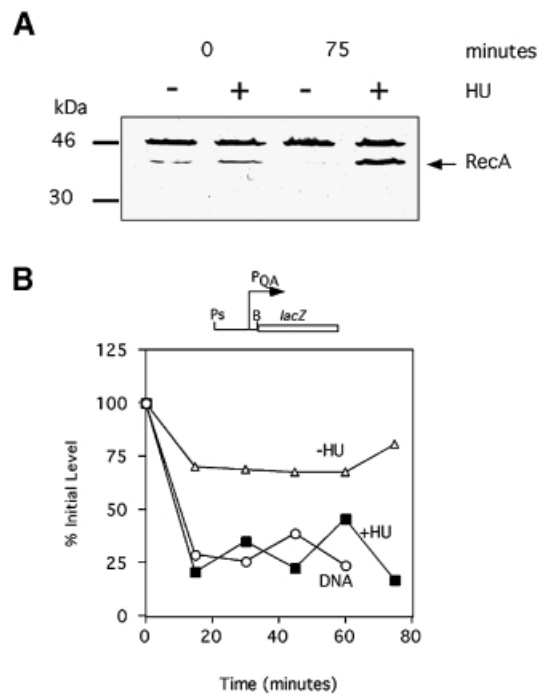 A
0 75 minutes
- + - + HU
kDa
46
RecA
30
B
PQA
Ps B lacZ
125
100
75
50
25
0
% Initial Level
-HU
+HU
DNA
0 20 40 60 80
Time (minutes)